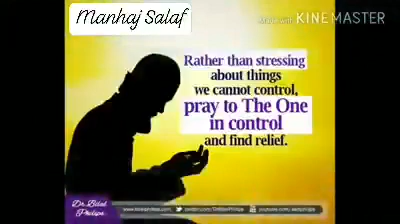 Manhaj Salaf
KINEMASTER
Rather than stressing
about things
we cannot control,
pray to The One
in control
and find relief.
Dr. Bilal
Philips